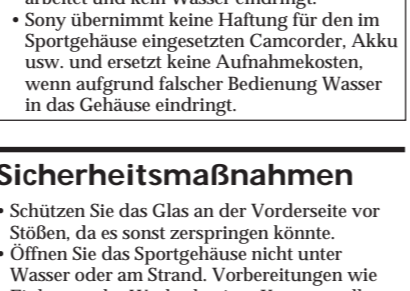 arbeitet und kein Wasser eindringt.
• Sony übernimmt keine Haftung für den im
Sportgehäuse eingesetzten Camcorder, Akku
usw. und ersetzt keine Aufnahmekosten,
wenn aufgrund falscher Bedienung Wasser
in das Gehäuse eindringt.
Sicherheitsmaßnahmen
• Schützen Sie das Glas an der Vorderseite vor
Stößen, da es sonst zerspringen könnte.
• Öffnen Sie das Sportgehäuse nicht unter
Wasser oder am Strand. Vorbereitungen wie